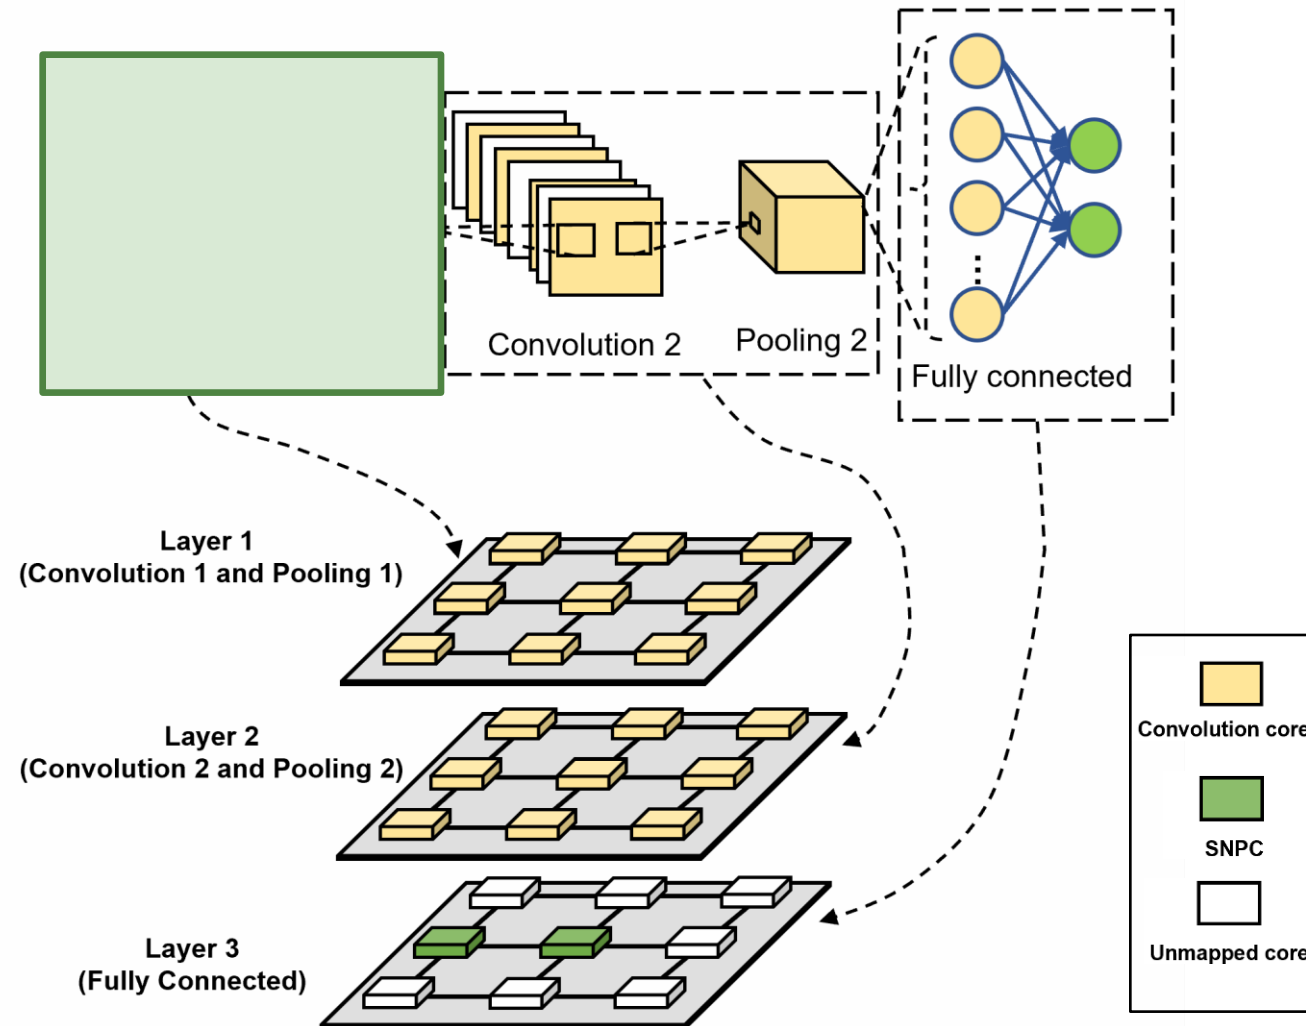 Convolution 2
Pooling 2
Fully connected
Layer 1
(Convolution 1 and Pooling 1)
Layer 2
(Convolution 2 and Pooling 2)
Layer 3
(Fully Connected)
Convolution core
SNPC
Unmapped core